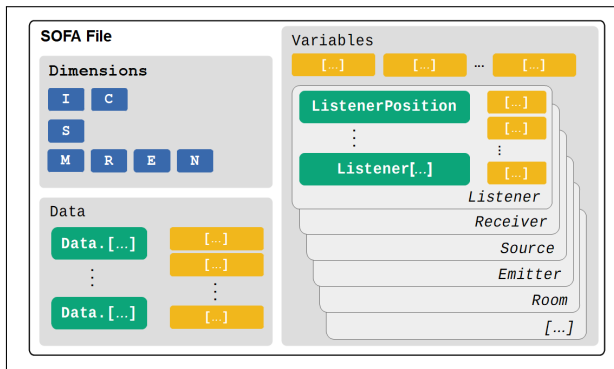 SOFA File
Dimensions
I C
S
M R E N
Data
Data.[…] [...]
[...]
Data.[…] [...]
Variables
[...] [...] ... [...]
ListenerPosition [...]
[...]
Listener[…] [...]
Listener
Receiver
Source
Emitter
Room
[...]